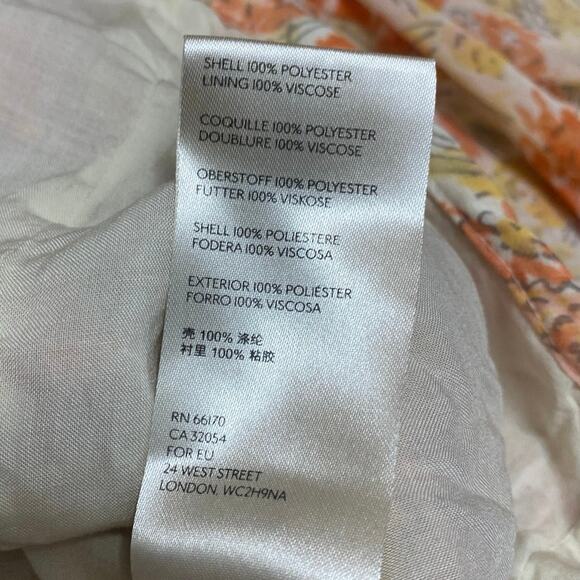 SHELL 100% POLYESTER
LINING 100% VISCOSE
COQUILLE 100% POLYESTER
DOUBLURE 100% VISCOSE
OBERSTOFF 100% POLYESTER
FUTTER 100% VISKOSE
SHELL 100% POLIESTERE
FODERA 100% VISCOSA
EXTERIOR 100% POLIÉSTER
FORRO 100% VISCOSA
壳 100% 涤纶
衬里 100% 粘胶
RN 66170
CA 32054
FOR EU
24 WEST STREET
LONDON, WC2H9NA